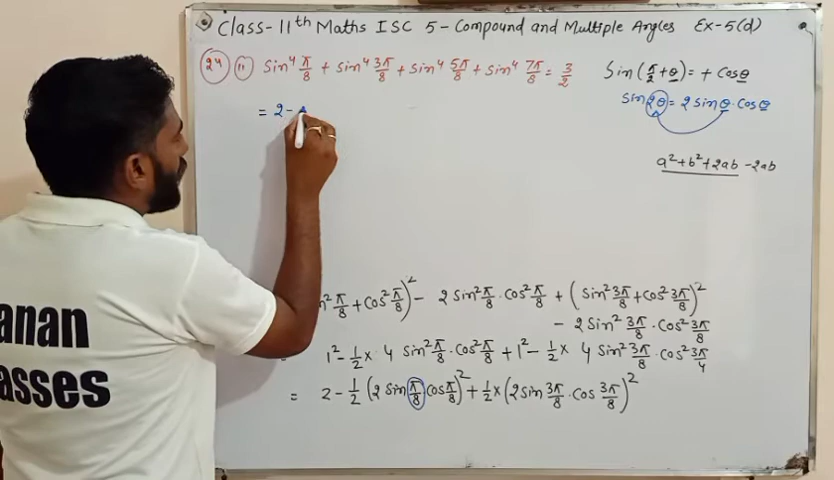 Class-11th Maths ISC 5-Compound and Multiple Angles Ex-5(d)
24 (ii) Sin⁴ π/8 + Sin⁴ 3π/8 + Sin⁴ 5π/8 + Sin⁴ 7π/8 = 3/2
Sin(π/2 + θ) = + Cosθ
Sin 2θ = 2 Sinθ · Cosθ
= 2 -
a² + b² + 2ab - 2ab
n² π/8 + Cos² π/8)² - 2 Sin² π/8 · Cos² π/8 + (Sin² 3π/8 + Cos² 3π/8)²
- 2 Sin² 3π/8 · Cos² 3π/8
1² - 1/2 × 4 Sin² π/8 · Cos² π/8 + 1² - 1/2 × 4 Sin² 3π/8 · Cos² 3π/4
= 2 - 1/2 (2 Sin π/8 · Cos π/8)² + 1/2 × (2 Sin 3π/8 · Cos 3π/8)²
anan
asses